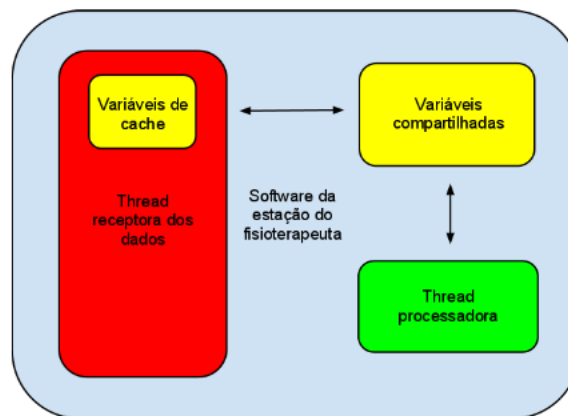 Variáveis de
cache
Thread
receptora dos
dados
Software da
estação do
fisioterapeuta
Variáveis
compartilhadas
Thread
processadora